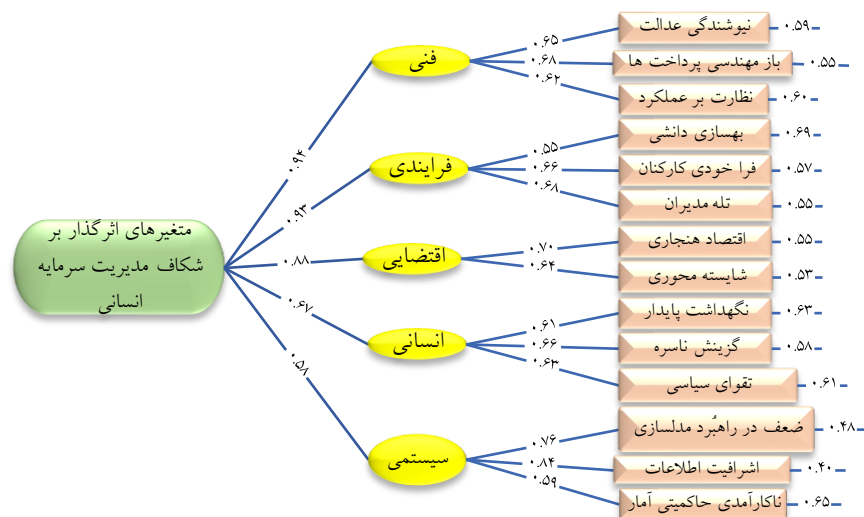 متغیرهای اثرگذار بر
شکاف مدیریت سرمایه
انسانی
۰.۹۴
۰.۹۳
۰.۸۸
۰.۶۷
۰.۵۸
فنی
۰.۶۵
۰.۶۸
۰.۶۲
نیوشندگی عدالت
۰.۵۹
باز مهندسی پرداخت ها
۰.۵۵
نظارت بر عملکرد
۰.۶۰
فرایندی
۰.۵۵
۰.۶۶
۰.۶۸
بهسازی دانشی
۰.۶۹
فرا خودی کارکنان
۰.۵۷
تله مدیران
۰.۵۵
اقتضایی
۰.۷۰
۰.۶۴
اقتصاد هنجاری
۰.۵۵
شایسته محوری
۰.۵۳
انسانی
۰.۶۱
۰.۶۶
۰.۶۳
نگهداشت پایدار
۰.۶۳
گزینش ناسره
۰.۵۸
تقوای سیاسی
۰.۶۱
سیستمی
۰.۷۶
۰.۸۴
۰.۵۹
ضعف در راهبُرد مدلسازی
۰.۴۸
اشرافیت اطلاعات
۰.۴۰
ناکارآمدی حاکمیتی آمار
۰.۶۵